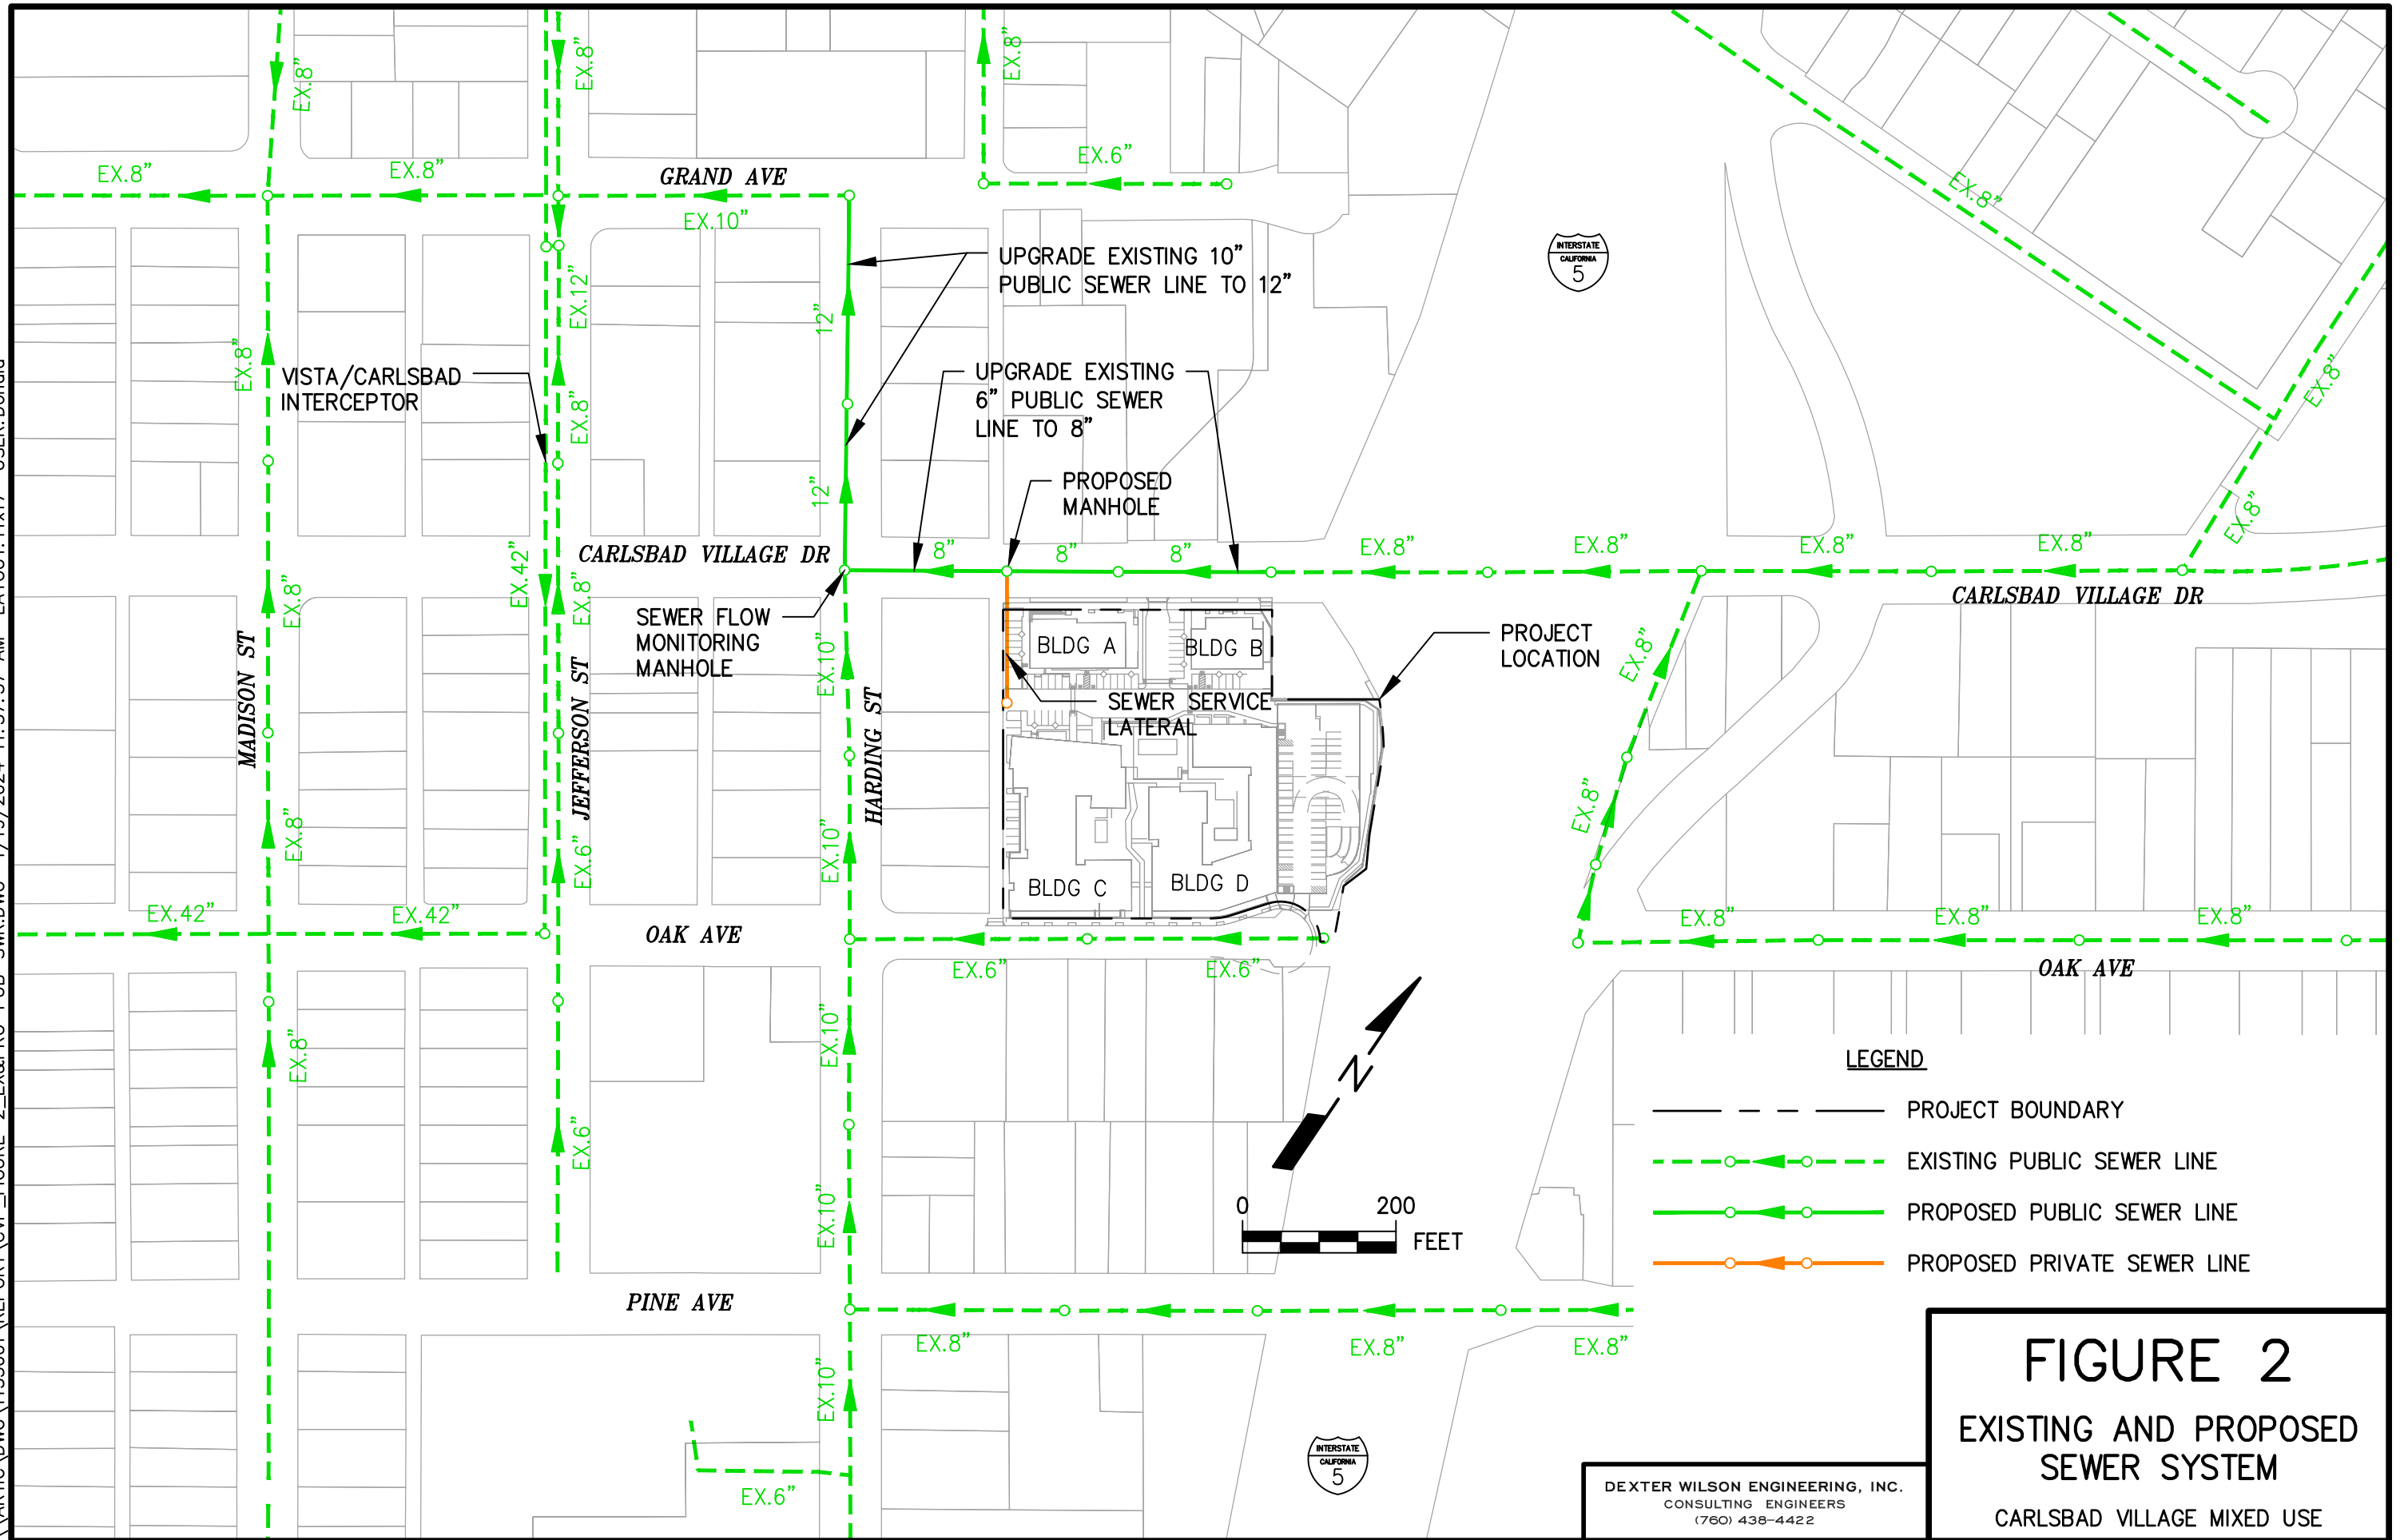 EX.8”
EX.8”
EX.8”
EX.8”
EX.8”
GRAND AVE
EX.6”
EX.10”
EX.8”
INTERSTATE
CALIFORNIA
5
UPGRADE EXISTING 10”
PUBLIC SEWER LINE TO 12”
EX.12”
12”
EX.8”
VISTA/CARLSBAD
INTERCEPTOR
UPGRADE EXISTING
6” PUBLIC SEWER
LINE TO 8”
EX.8”
EX.8”
PROPOSED
MANHOLE
12”
EX.8”
CARLSBAD VILLAGE DR
8”
8”
8”
EX.8”
EX.8”
EX.8”
EX.8”
EX.42”
EX.8”
EX.8”
CARLSBAD VILLAGE DR
SEWER FLOW
MONITORING
MANHOLE
BLDG A
BLDG B
PROJECT
LOCATION
MADISON ST
JEFFERSON ST
EX.10”
HARDING ST
SEWER SERVICE
LATERAL
EX.8”
EX.8”
EX.8”
EX.6”
EX.10”
BLDG C
BLDG D
EX.42”
EX.42”
OAK AVE
EX.8”
EX.8”
EX.8”
EX.6”
EX.6”
OAK AVE
EX.8”
EX.10”
N
EX.6”
EX.10”
0
200
FEET
LEGEND
PROJECT BOUNDARY
EXISTING PUBLIC SEWER LINE
PROPOSED PUBLIC SEWER LINE
PROPOSED PRIVATE SEWER LINE
PINE AVE
EX.8”
EX.8”
EX.8”
EX.10”
EX.6”
INTERSTATE
CALIFORNIA
5
DEXTER WILSON ENGINEERING, INC.
CONSULTING ENGINEERS
(760) 438-4422
FIGURE 2
EXISTING AND PROPOSED
SEWER SYSTEM
CARLSBAD VILLAGE MIXED USE